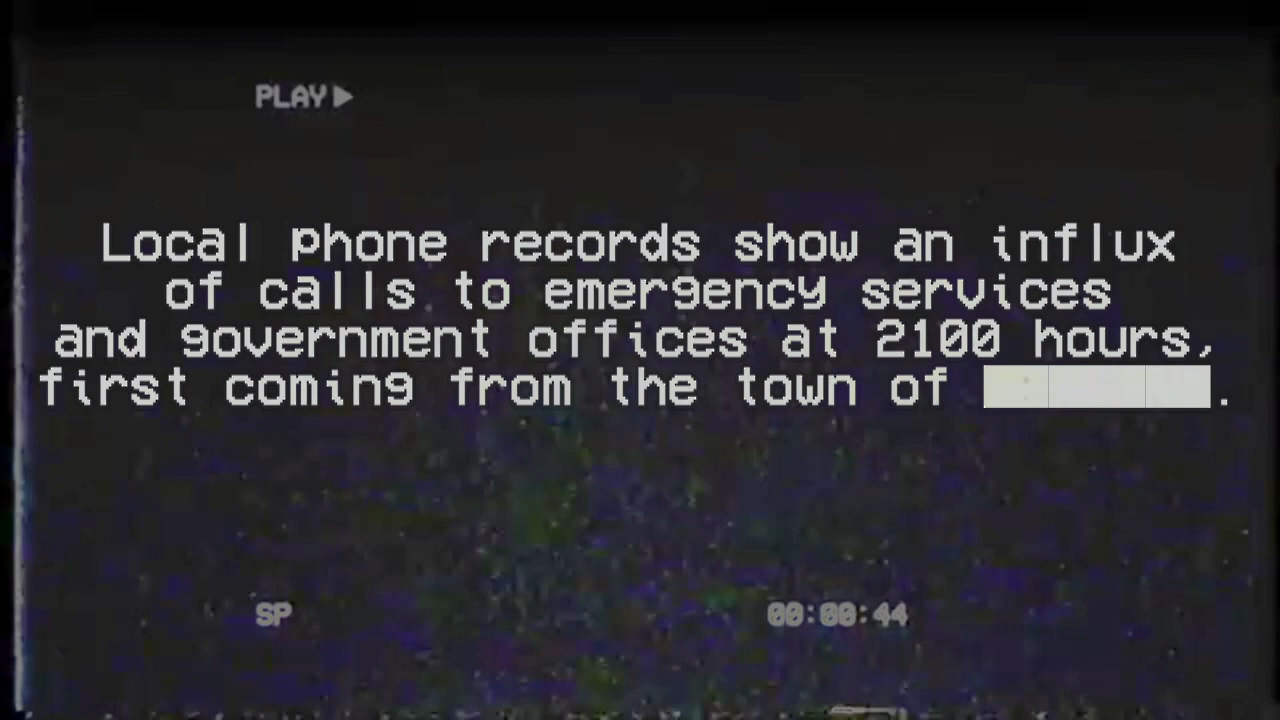 PLAY▶
Local phone records show an influx
of calls to emergency services
and government offices at 2100 hours,
first coming from the town of ███████.
SP
00:00:44